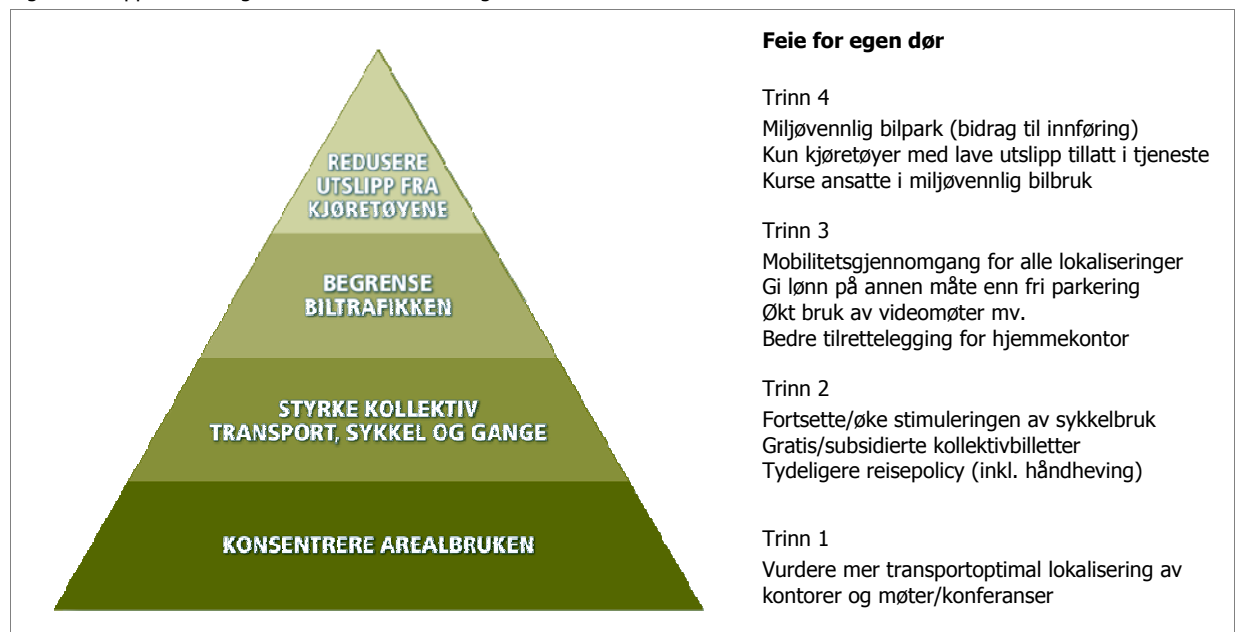 REDUSERE
UTSLIPP FRA
KJØRETØYENE
BEGRENSE
BILTRAFIKKEN
STYRKE KOLLEKTIV
TRANSPORT, SYKKEL OG GANGE
KONSENTRERE AREALBRUKEN
Feie for egen dør
Trinn 4
Miljøvennlig bilpark (bidrag til innføring)
Kun kjøretøyer med lave utslipp tillatt i tjeneste
Kurse ansatte i miljøvennlig bilbruk
Trinn 3
Mobilitetsgjennomgang for alle lokaliseringer
Gi lønn på annen måte enn fri parkering
Økt bruk av videomøter mv.
Bedre tilrettelegging for hjemmekontor
Trinn 2
Fortsette/øke stimuleringen av sykkelbruk
Gratis/subsidierte kollektivbilletter
Tydeligere reisepolicy (inkl. håndheving)
Trinn 1
Vurdere mer transportoptimal lokalisering av
kontorer og møter/konferanser